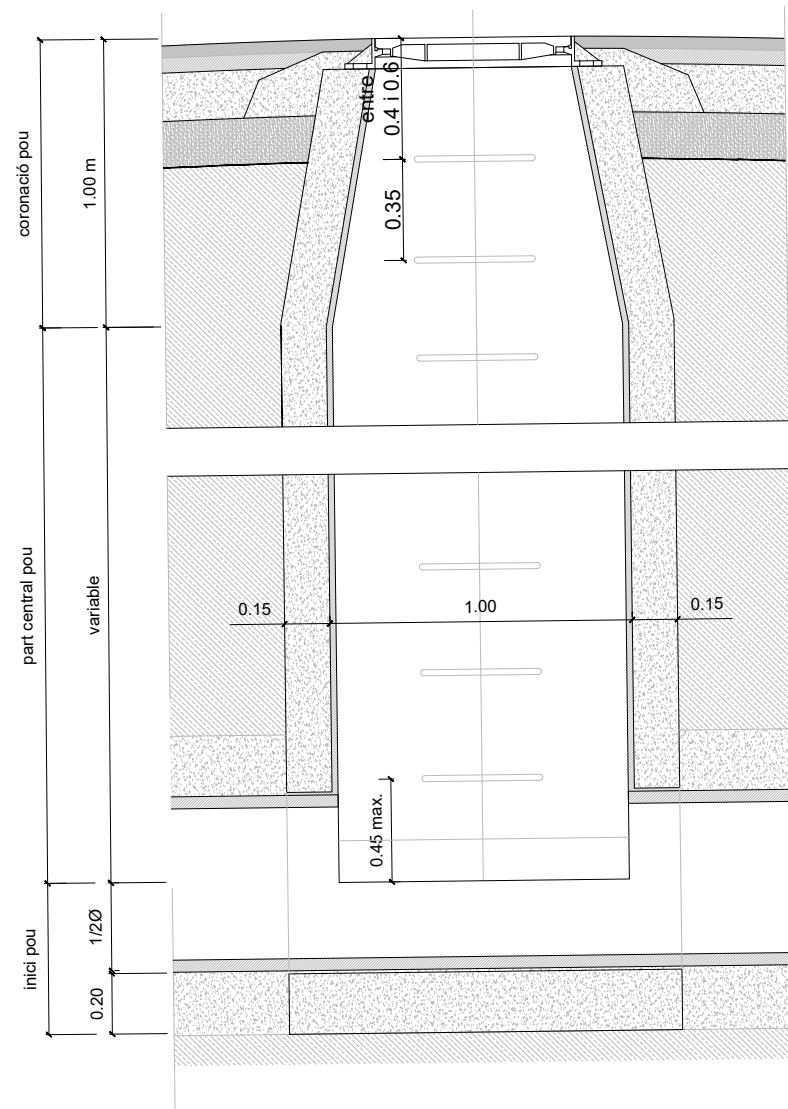 coronació pou
1.00 m
entre
0.4 i 0.6
0.35
part central pou
variable
0.15
1.00
0.15
0.45 max.
inici pou
1/2Ø
0.20